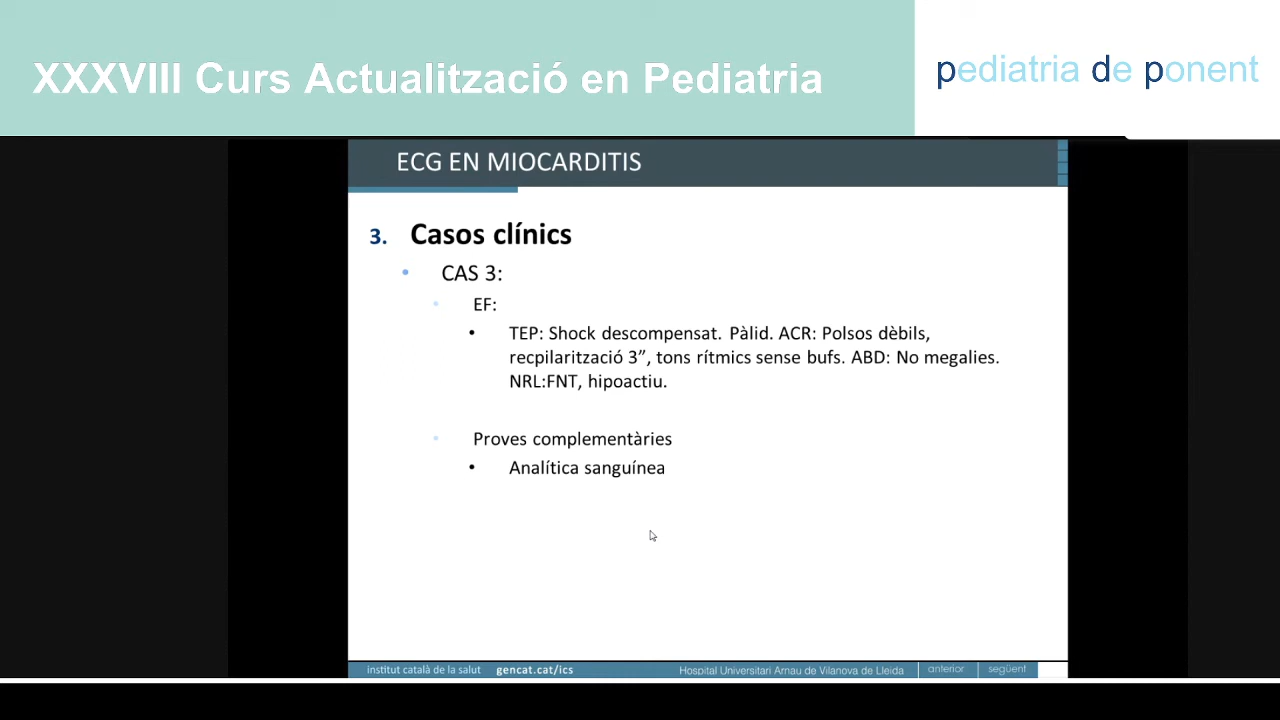 XXXVIII Curs Actualització en Pediatria
pediatria de ponent
ECG EN MIOCARDITIS
3. Casos clínics
• CAS 3:
• EF:
• TEP: Shock descompensat. Pàlid. ACR: Polsos dèbils,
recpilarització 3”, tons rítmics sense bufs. ABD: No megalies.
NRL:FNT, hipoactiu.
• Proves complementàries
• Analítica sanguínea
institut català de la salut gencat.cat/ics Hospital Universitari Arnau de Vilanova de Lleida anterior següent